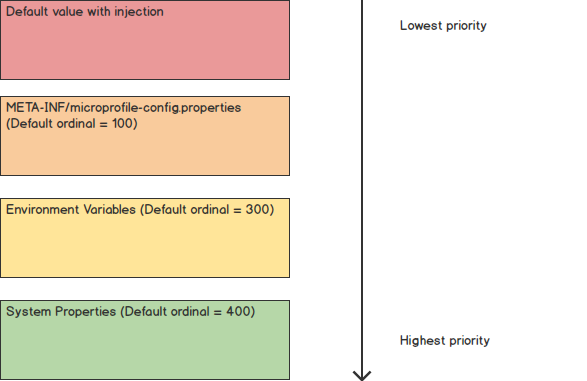 Default value with injection
Lowest priority
META-INF/microprofile-config.properties
(Default ordinal = 100)
Environment Variables (Default ordinal = 300)
System Properties (Default ordinal = 400)
Highest priority